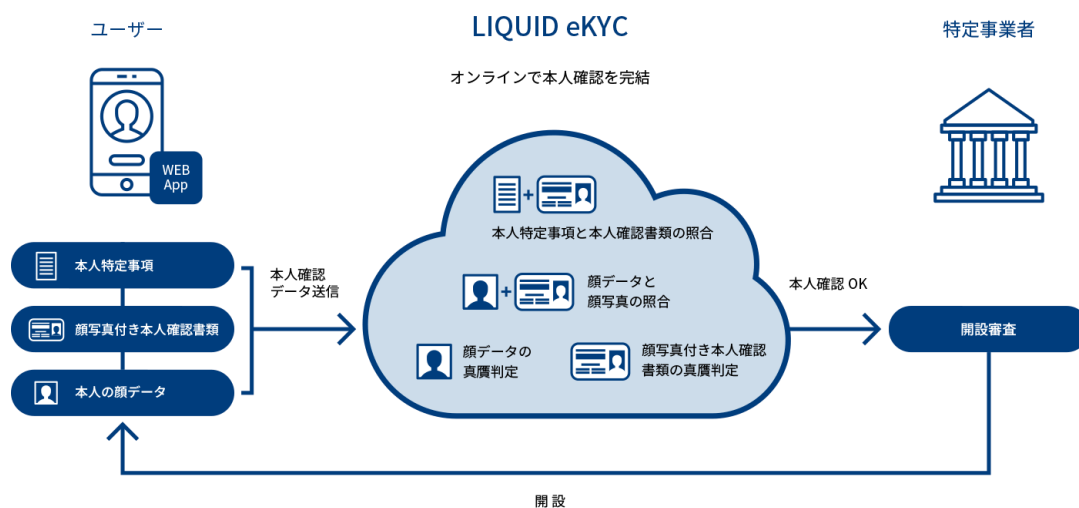 ユーザー
LIQUID eKYC
特定事業者
オンラインで本人確認を完結
WEB
App
本人特定事項と本人確認書類の照合
本人特定事項
顔写真付き本人確認書類
本人の顔データ
本人確認
データ送信
顔データと
顔写真の照合
顔データの
真贋判定
顔写真付き本人確認
書類の真贋判定
本人確認 OK
開設審査
開 設